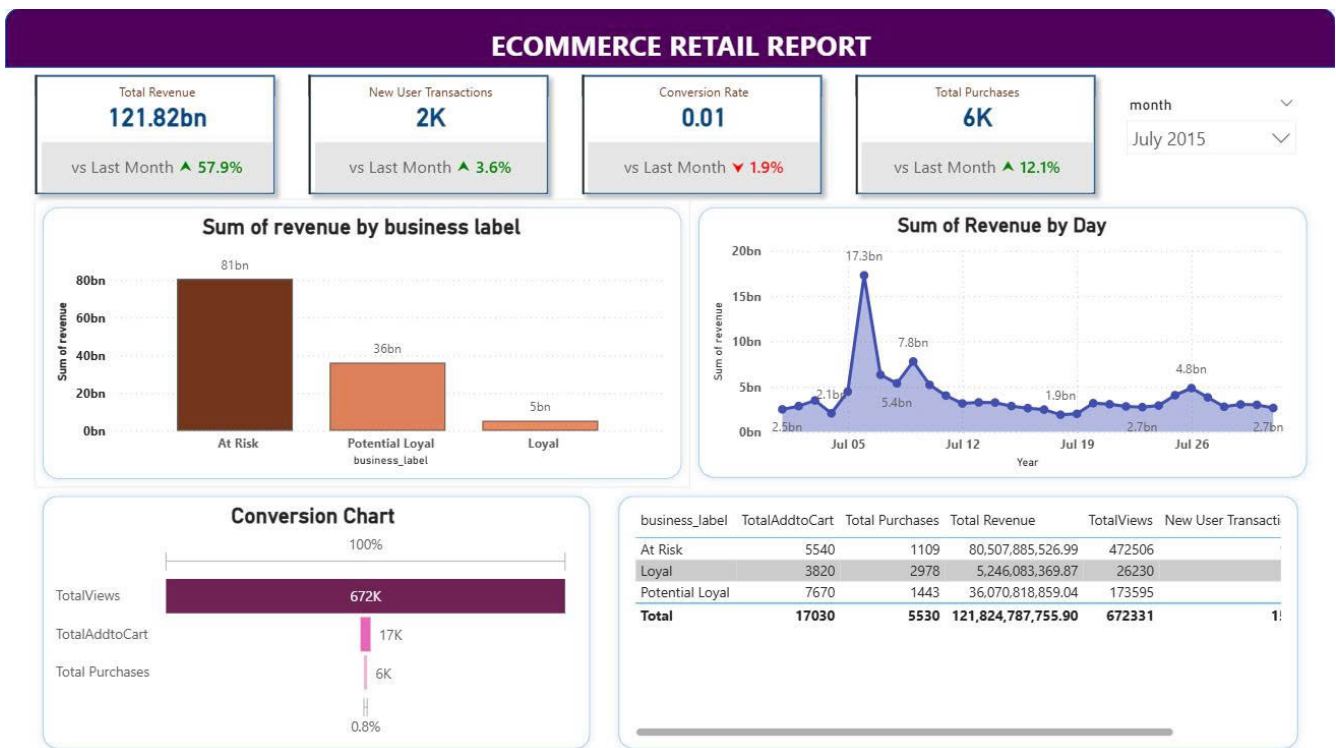 ECOMMERCE RETAIL REPORT
Total Revenue
121.82bn
vs Last Month ▲ 57.9%
New User Transactions
2K
vs Last Month ▲ 3.6%
Conversion Rate
0.01
vs Last Month ▼ 1.9%
Total Purchases
6K
vs Last Month ▲ 12.1%
month
July 2015
Sum of revenue by business label
Sum of revenue
80bn
60bn
40bn
20bn
0bn
81bn
36bn
5bn
At Risk Potential Loyal Loyal
business_label
Sum of Revenue by Day
Sum of revenue
20bn
15bn
10bn
5bn
0bn
2.5bn
2.1bn
17.3bn
5.4bn
7.8bn
1.9bn
2.7bn
4.8bn
2.7bn
Jul 05 Jul 12 Jul 19 Jul 26
Year
Conversion Chart
100%
TotalViews 672K
TotalAddtoCart 17K
Total Purchases 6K
0.8%
business_label TotalAddtoCart Total Purchases Total Revenue TotalViews New User Transacti
At Risk 5540 1109 80,507,885,526.99 472506
Loyal 3820 2978 5,246,083,369.87 26230
Potential Loyal 7670 1443 36,070,818,859.04 173595
Total 17030 5530 121,824,787,755.90 672331